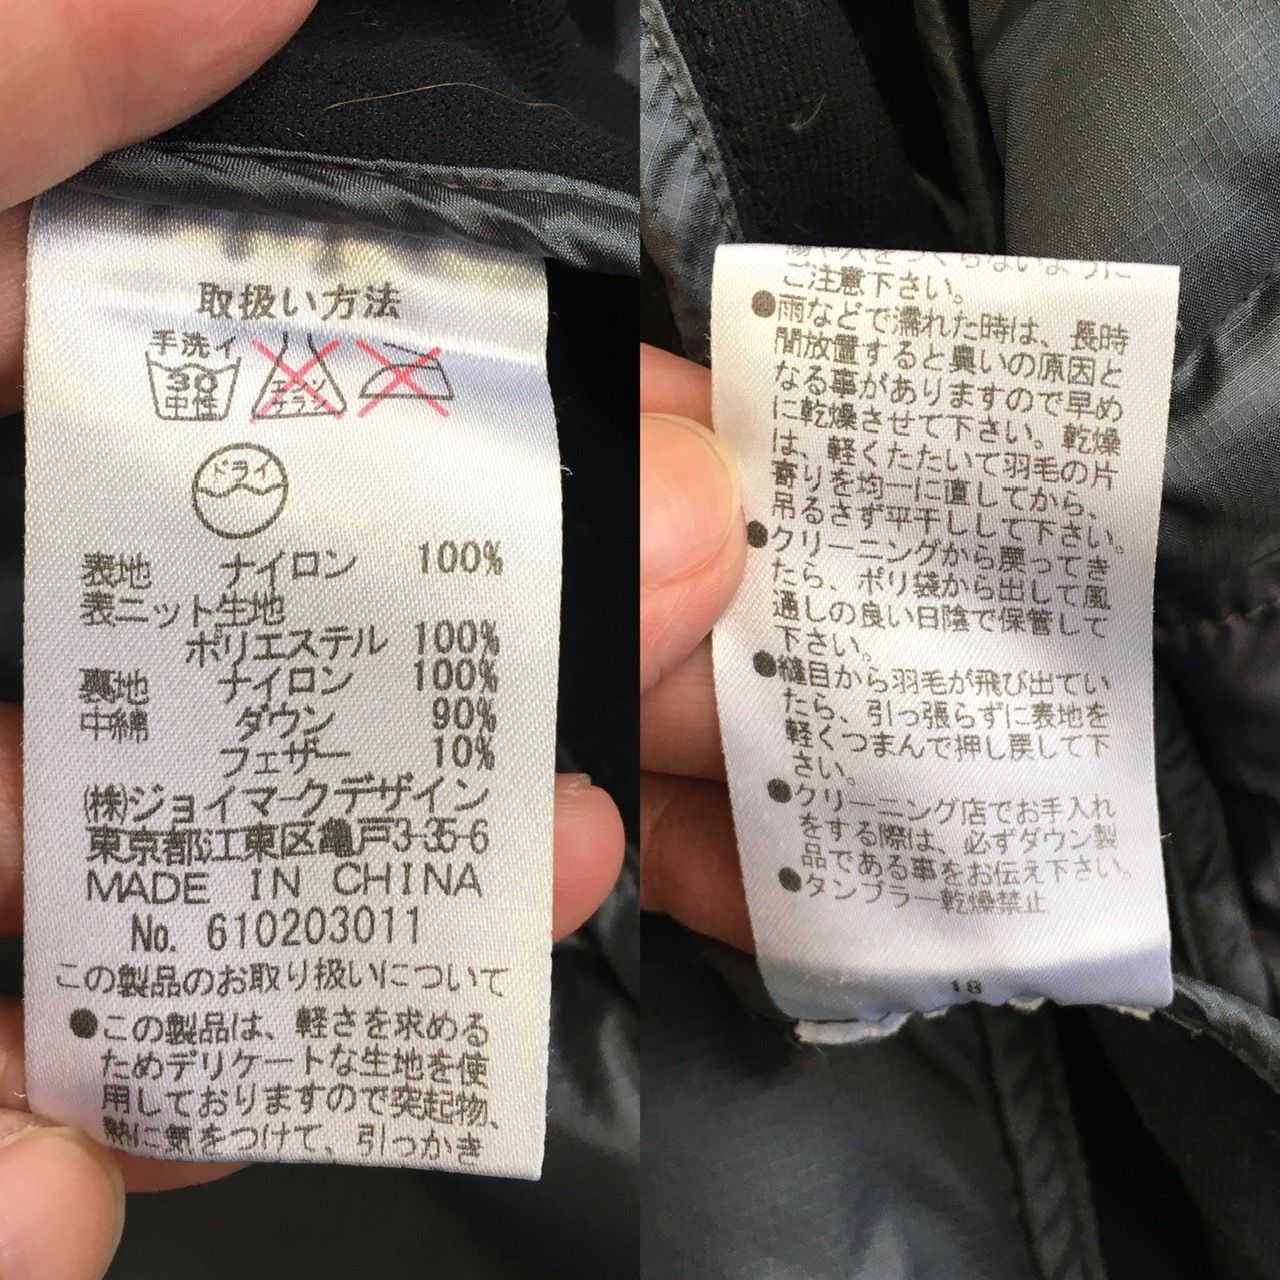 取扱い方法
手洗イ
30
中性
エンソ
サラシ
ドライ
表地 ナイロン 100%
表ニット生地
ポリエステル 100%
裏地 ナイロン 100%
中綿 ダウン 90%
フェザー 10%
(株)ジョイマークデザイン
東京都江東区亀戸3-35-6
MADE IN CHINA
No. 610203011
この製品のお取り扱いについて
●この製品は、軽さを求める
ためデリケートな生地を使
用しておりますので突起物、
熱に気をつけて、引っかき
傷や穴をつくらないように
ご注意下さい。
●雨などで濡れた時は、長時
間放置すると臭いの原因と
なる事がありますので早め
に乾燥させて下さい。乾燥
は、軽くたたいて羽毛の片
寄りを均一に直してから、
吊るさず平干しして下さい。
●クリーニングから戻ってき
たら、ポリ袋から出して風
通しの良い日陰で保管して
下さい。
●縫目から羽毛が飛び出てい
たら、引っ張らずに表地を
軽くつまんで押し戻して下
さい。
●クリーニング店でお手入れ
をする際は、必ずダウン製
品である事をお伝え下さい。
●タンブラー乾燥禁止
18